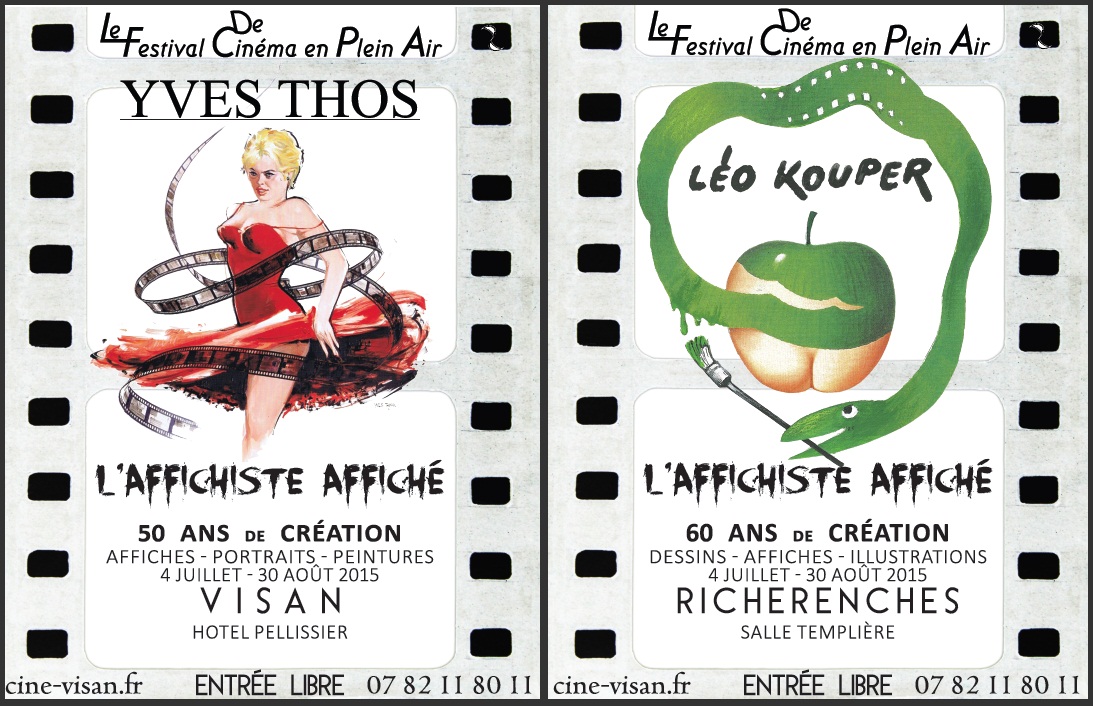 Le Festival De Cinéma en Plein Air
YVES THOS
L'AFFICHISTE AFFICHÉ
50 ANS DE CRÉATION
AFFICHES - PORTRAITS - PEINTURES
4 JUILLET - 30 AOÛT 2015
VISAN
HOTEL PELLISSIER
cine-visan.fr ENTRÉE LIBRE 07 82 11 80 11
Le Festival De Cinéma en Plein Air
LÉO KOUPER
L'AFFICHISTE AFFICHÉ
60 ANS DE CRÉATION
DESSINS - AFFICHES - ILLUSTRATIONS
4 JUILLET - 30 AOÛT 2015
RICHERENCHES
SALLE TEMPLIÈRE
cine-visan.fr ENTRÉE LIBRE 07 82 11 80 11